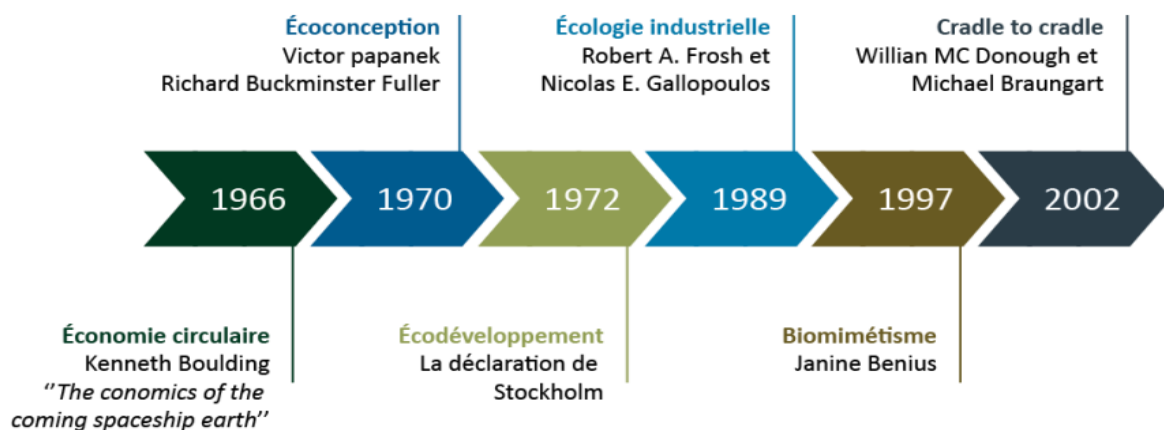 Écoconception
Victor papanek
Richard Buckminster Fuller
Écologie industrielle
Robert A. Frosh et
Nicolas E. Gallopoulos
Cradle to cradle
Willian MC Donough et
Michael Braungart
1966
1970
1972
1989
1997
2002
Économie circulaire
Kenneth Boulding
‘’The conomics of the
coming spaceship earth’’
Écodéveloppement
La déclaration de
Stockholm
Biomimétisme
Janine Benius